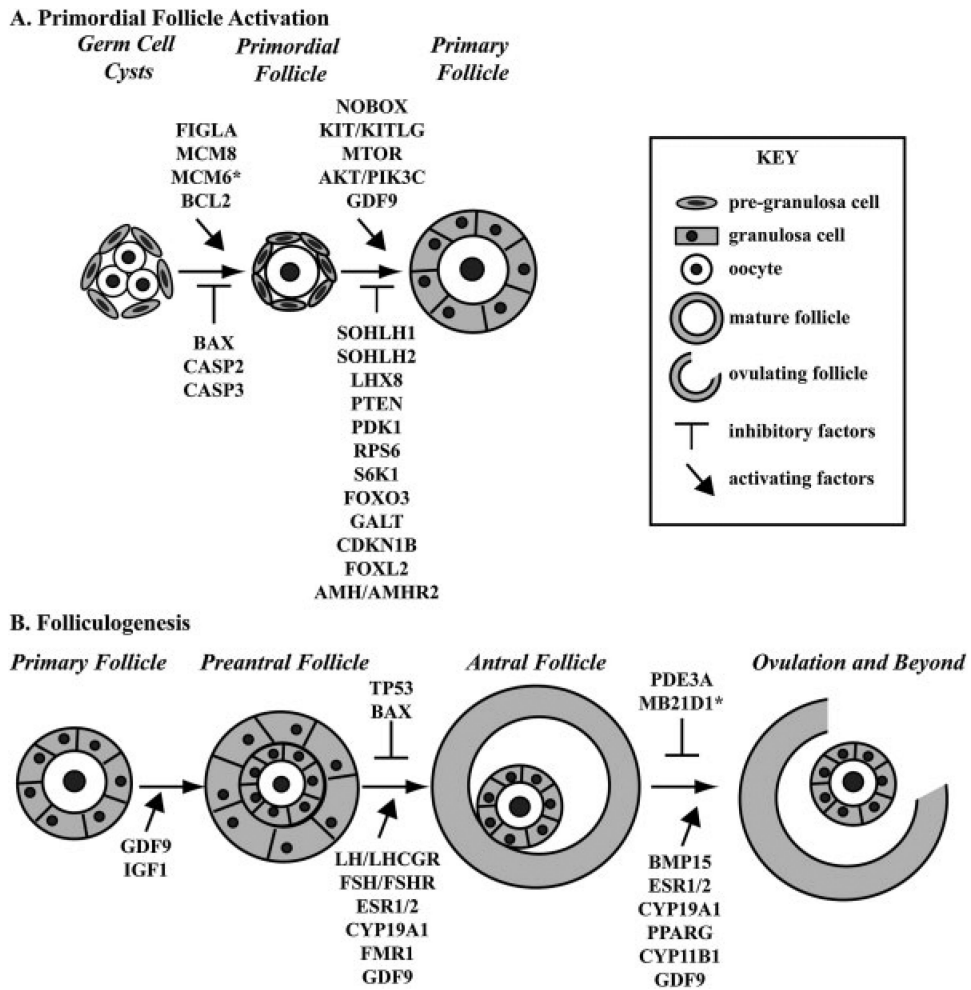 A. Primordial Follicle Activation
Germ Cell
Cysts
Primordial
Follicle
Primary
Follicle
FIGLA
MCM8
MCM6*
BCL2
NOBOX
KIT/KITLG
MTOR
AKT/PIK3C
GDF9
BAX
CASP2
CASP3
SOHLH1
SOHLH2
LHX8
PTEN
PDK1
RPS6
S6K1
FOXO3
GALT
CDKN1B
FOXL2
AMH/AMHR2
KEY
pre-granulosa cell
granulosa cell
oocyte
mature follicle
ovulating follicle
inhibitory factors
activating factors
B. Folliculogenesis
Primary Follicle
Preantral Follicle
Antral Follicle
Ovulation and Beyond
TP53
BAX
PDE3A
MB21D1*
GDF9
IGF1
LH/LHCGR
FSH/FSHR
ESR1/2
CYP19A1
FMR1
GDF9
BMP15
ESR1/2
CYP19A1
PPARG
CYP11B1
GDF9